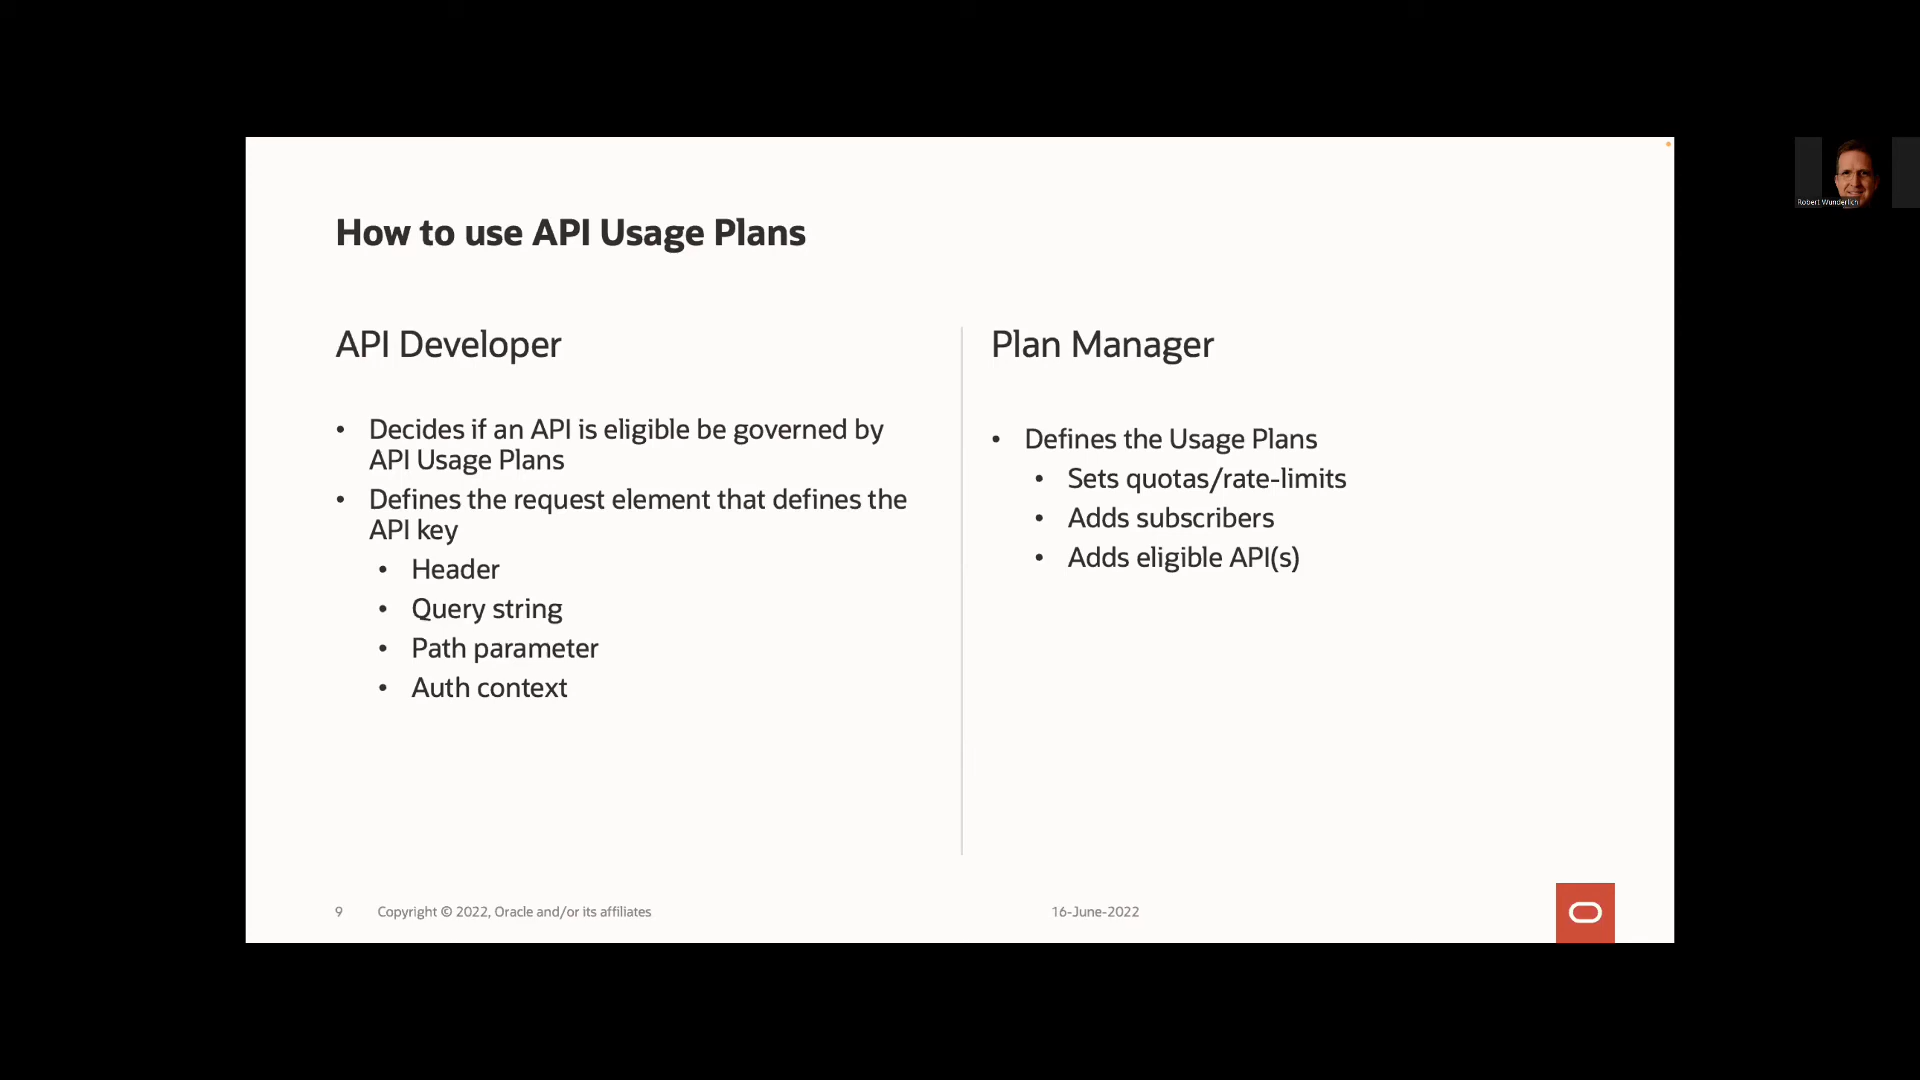 How to use API Usage Plans
API Developer
• Decides if an API is eligible be governed by
API Usage Plans
• Defines the request element that defines the
API key
• Header
• Query string
• Path parameter
• Auth context
Plan Manager
• Defines the Usage Plans
• Sets quotas/rate-limits
• Adds subscribers
• Adds eligible API(s)
9 Copyright © 2022, Oracle and/or its affiliates
16-June-2022
Robert Wunderlich